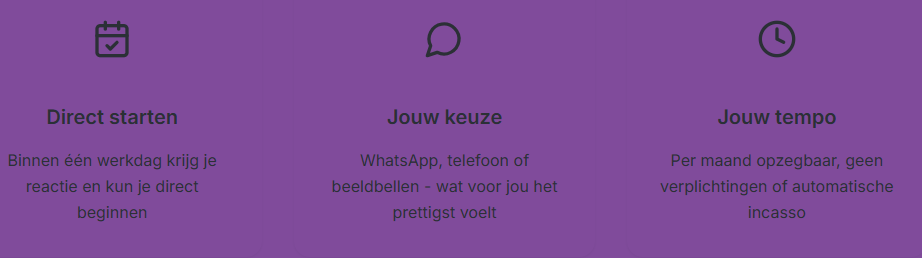 Direct starten
Binnen één werkdag krijg je
reactie en kun je direct
beginnen
Jouw keuze
WhatsApp, telefoon of
beeldbellen - wat voor jou het
prettigst voelt
Jouw tempo
Per maand opzegbaar, geen
verplichtingen of automatische
incasso